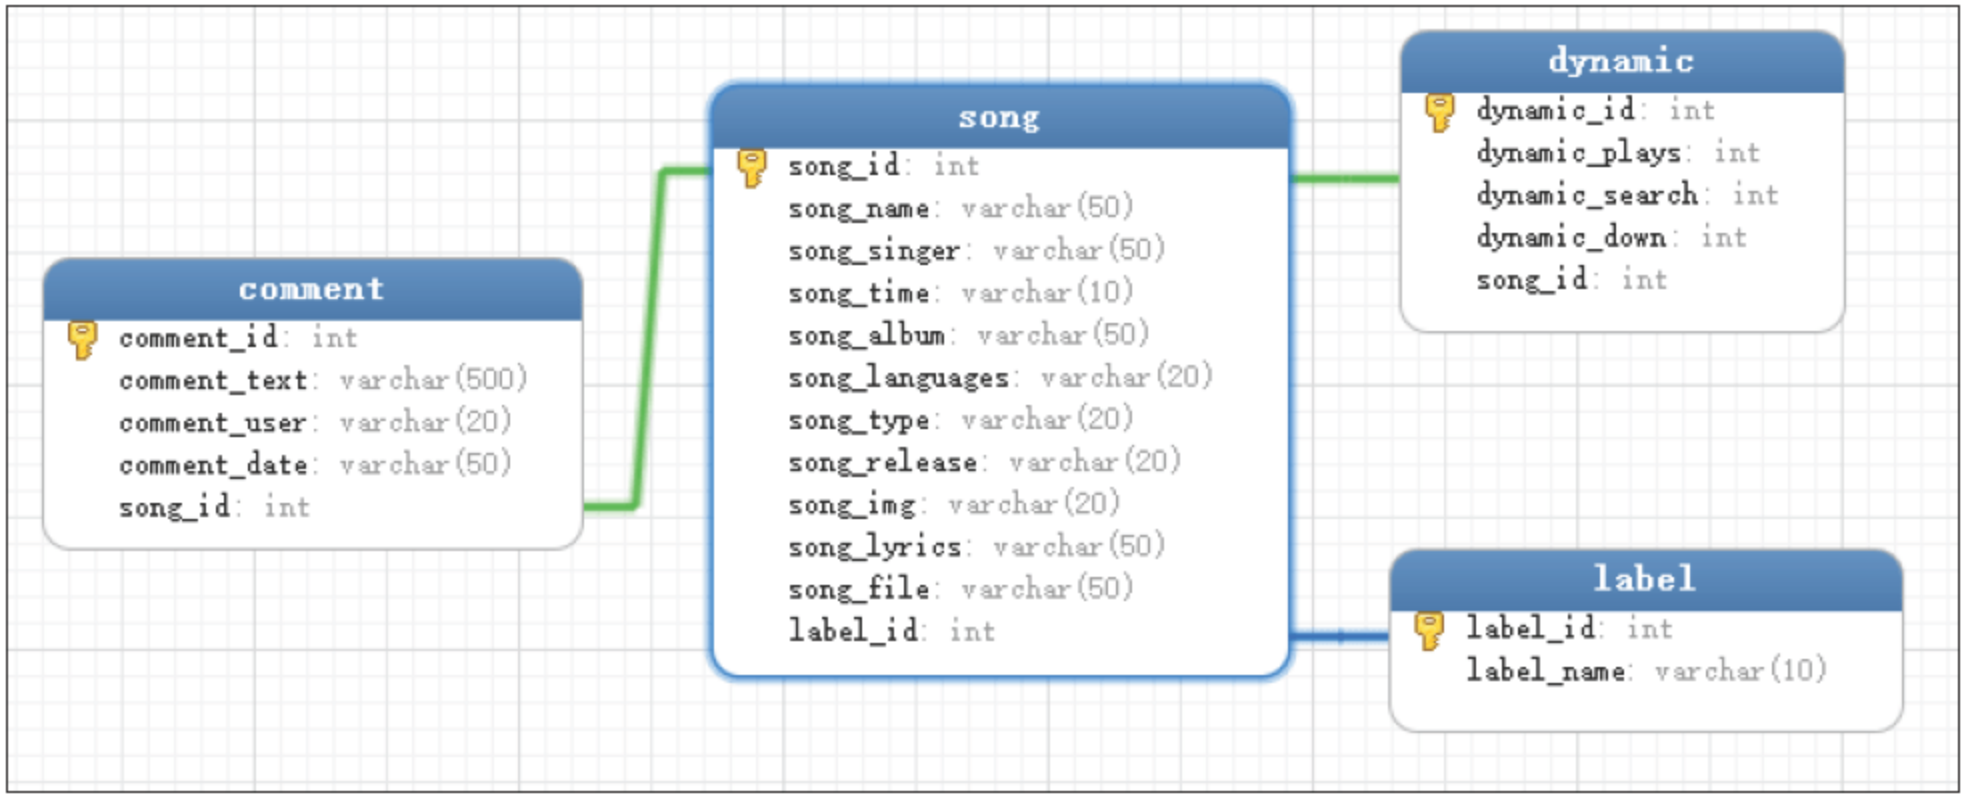 comment
comment_id: int
comment_text: varchar(500)
comment_user: varchar(20)
comment_date: varchar(50)
song_id: int
song
song_id: int
song_name: varchar(50)
song_singer: varchar(50)
song_time: varchar(10)
song_album: varchar(50)
song_languages: varchar(20)
song_type: varchar(20)
song_release: varchar(20)
song_img: varchar(20)
song_lyrics: varchar(50)
song_file: varchar(50)
label_id: int
dynamic
dynamic_id: int
dynamic_plays: int
dynamic_search: int
dynamic_down: int
song_id: int
label
label_id: int
label_name: varchar(10)